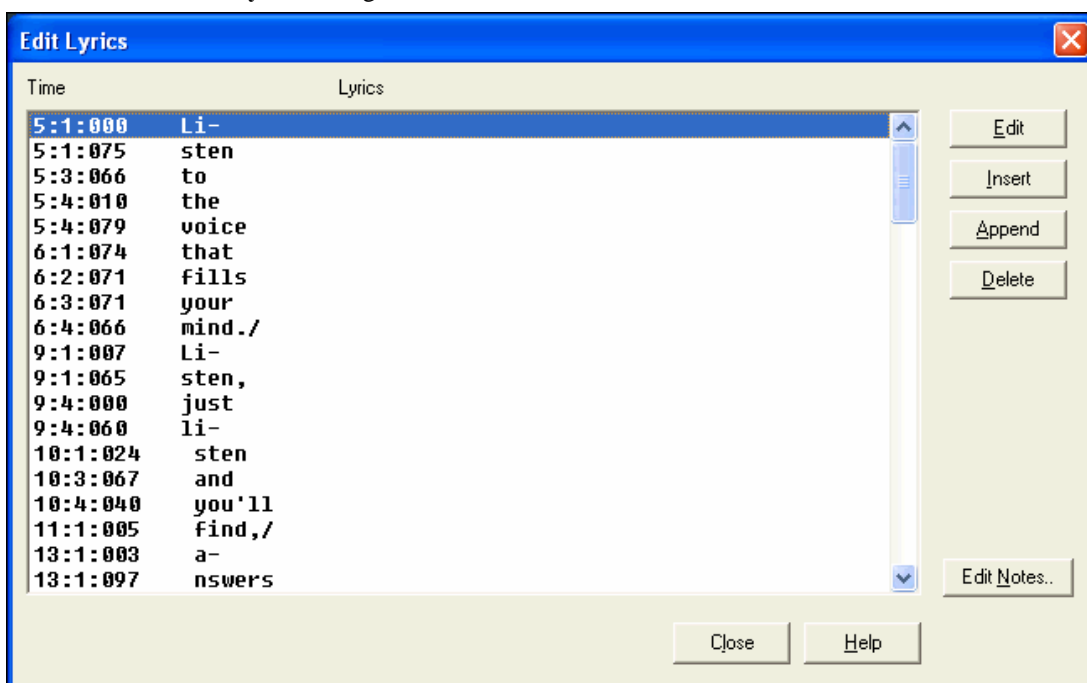 Edit Lyrics
Time Lyrics
5:1:000 Li-
5:1:075 sten
5:3:066 to
5:4:010 the
5:4:079 voice
6:1:074 that
6:2:071 fills
6:3:071 your
6:4:066 mind./
9:1:007 Li-
9:1:065 sten,
9:4:000 just
9:4:060 li-
10:1:024 sten
10:3:067 and
10:4:040 you'll
11:1:005 find,/
13:1:003 a-
13:1:097 nswers
Edit
Insert
Append
Delete
Edit Notes..
Close Help